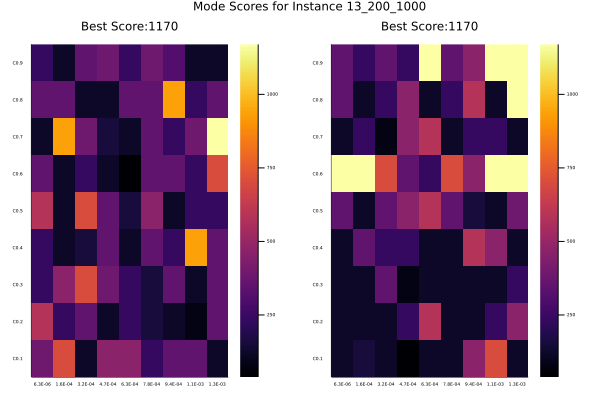 Mode Scores for Instance 13_200_1000
Best Score:1170
Best Score:1170
C0.9
C0.8
C0.7
C0.6
C0.5
C0.4
C0.3
C0.2
C0.1
6.3E-06 1.6E-04 3.2E-04 4.7E-04 6.3E-04 7.8E-04 9.4E-04 1.1E-03 1.3E-03
1000
750
500
250
C0.9
C0.8
C0.7
C0.6
C0.5
C0.4
C0.3
C0.2
C0.1
6.3E-06 1.6E-04 3.2E-04 4.7E-04 6.3E-04 7.8E-04 9.4E-04 1.1E-03 1.3E-03
1000
750
500
250